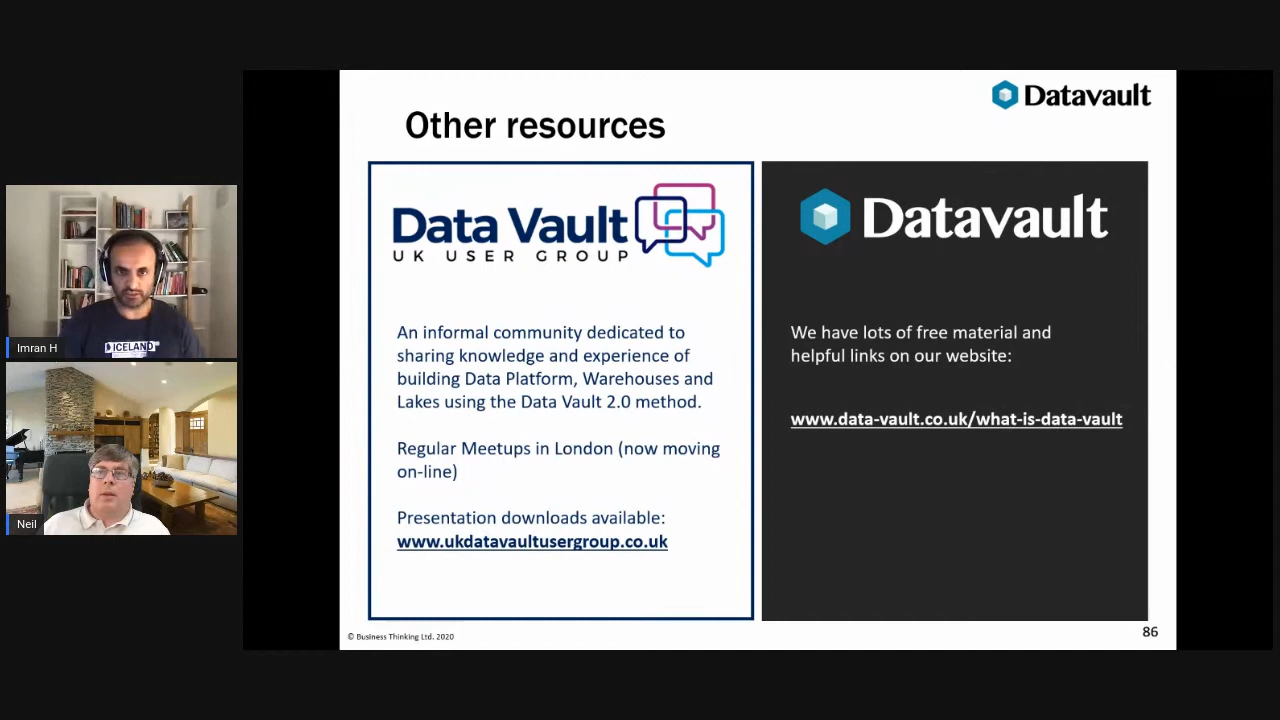 Datavault
Other resources
Data Vault
UK USER GROUP
An informal community dedicated to
sharing knowledge and experience of
building Data Platform, Warehouses and
Lakes using the Data Vault 2.0 method.
Regular Meetups in London (now moving
on-line)
Presentation downloads available:
www.ukdatavaultusergroup.co.uk
Datavault
We have lots of free material and
helpful links on our website:
www.data-vault.co.uk/what-is-data-vault
© Business Thinking Ltd. 2020
86
ICELAND
Imran H
Neil